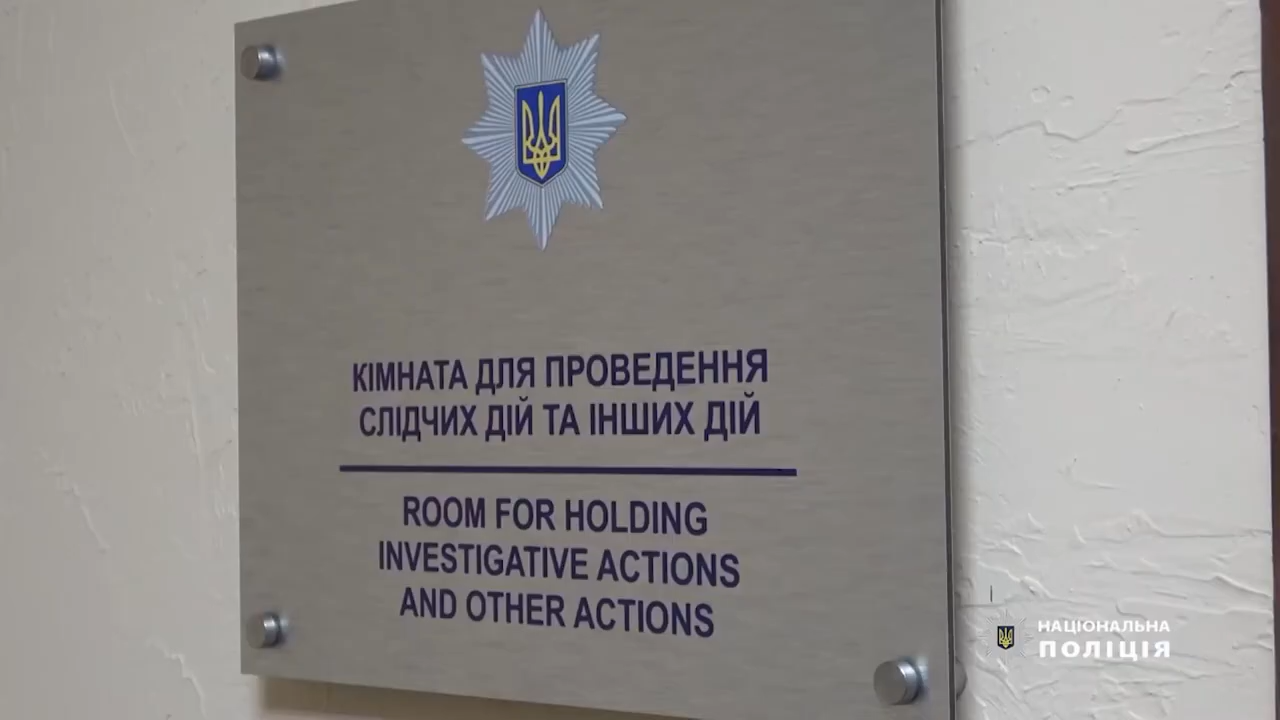 КІМНАТА ДЛЯ ПРОВЕДЕННЯ
СЛІДЧИХ ДІЙ ТА ІНШИХ ДІЙ
ROOM FOR HOLDING
INVESTIGATIVE ACTIONS
AND OTHER ACTIONS
НАЦІОНАЛЬНА
ПОЛІЦІЯ